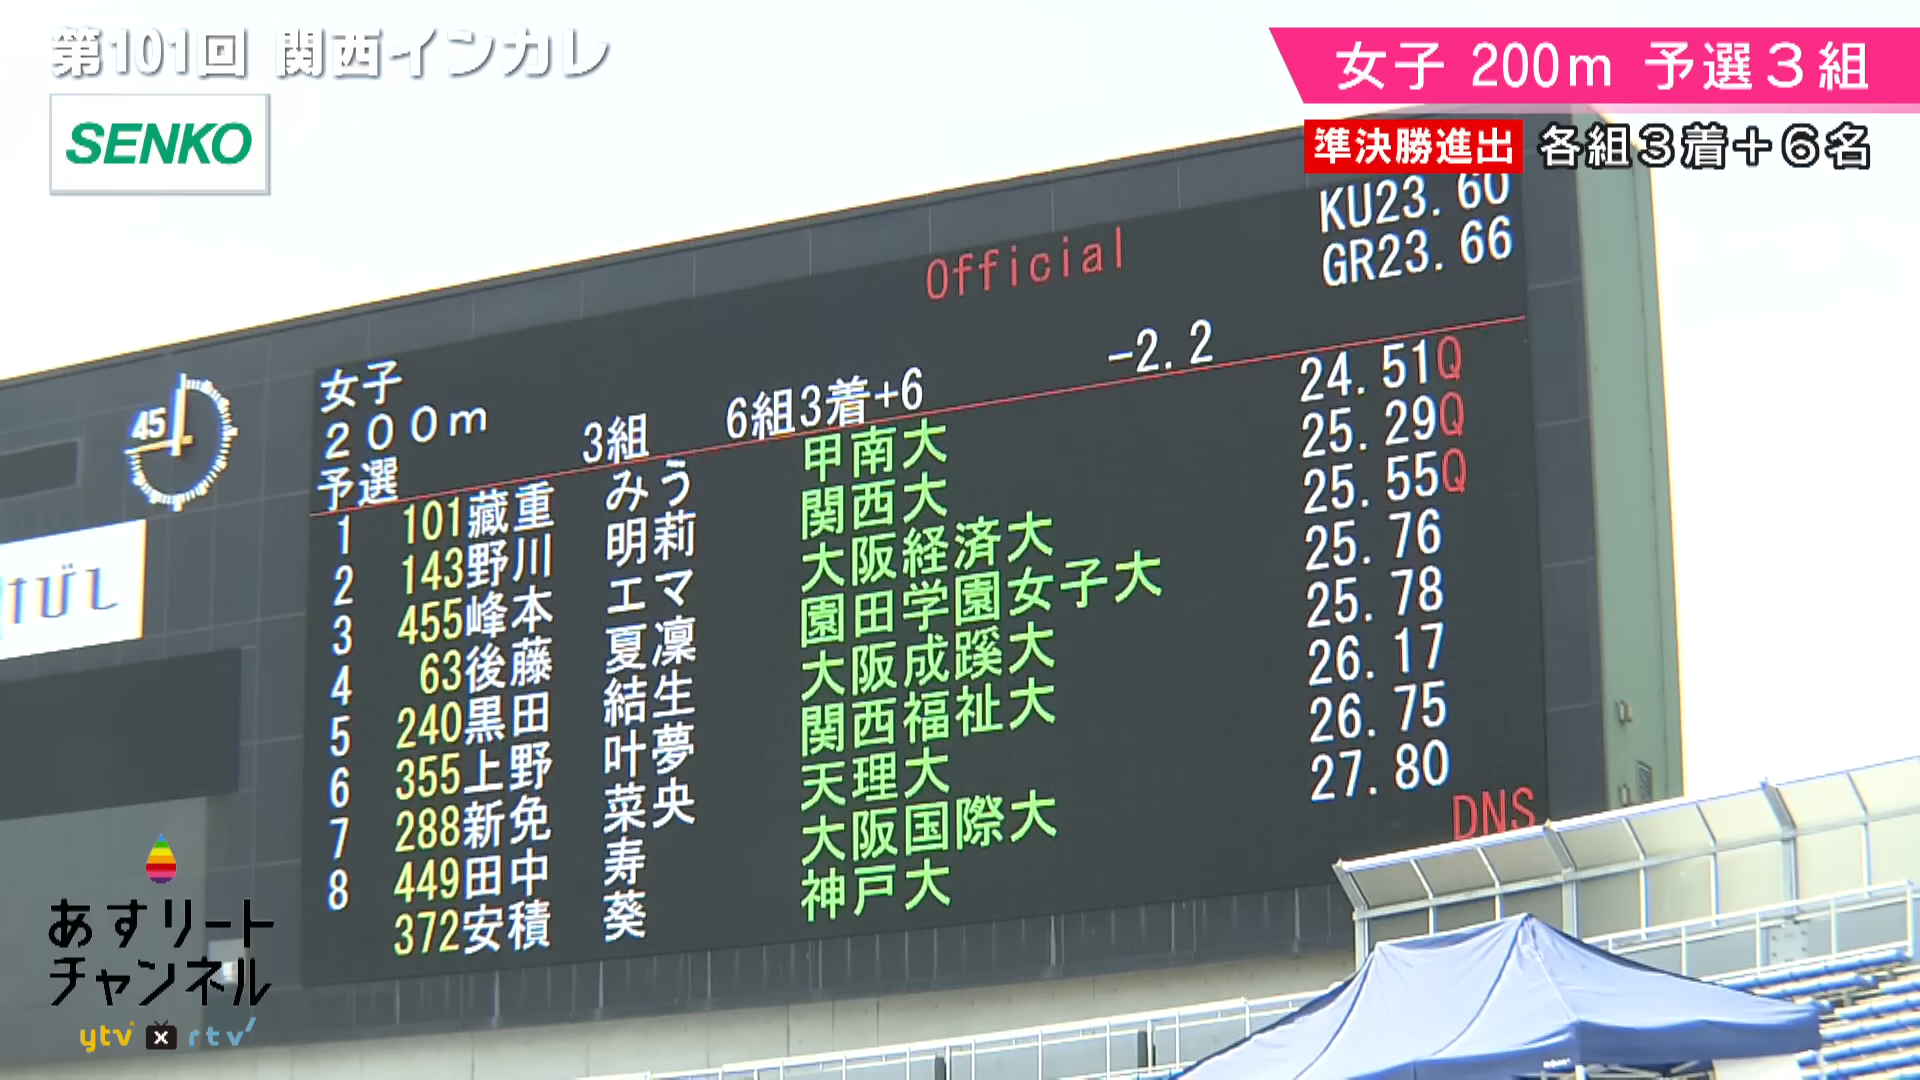 第101回 関西インカレ
SENKO
女子 200m 予選３組
準決勝進出 各組３着＋６名
KU23.60
Official GR23.66
女子
２００ｍ 3組 6組3着+6 -2.2
予選
1 101藏重 みう 甲南大 24.51Q
2 143野川 明莉 関西大 25.29Q
3 455峰本 エマ 大阪経済大 25.55Q
4 63後藤 夏凜 園田学園女子大 25.76
5 240黒田 結生 大阪成蹊大 25.78
6 355上野 叶夢 関西福祉大 26.17
7 288新免 菜央 天理大 26.75
8 449田中 寿 大阪国際大 27.80
372安積 葵 神戸大 DNS
45
あすリート
チャンネル
ytv x rtv